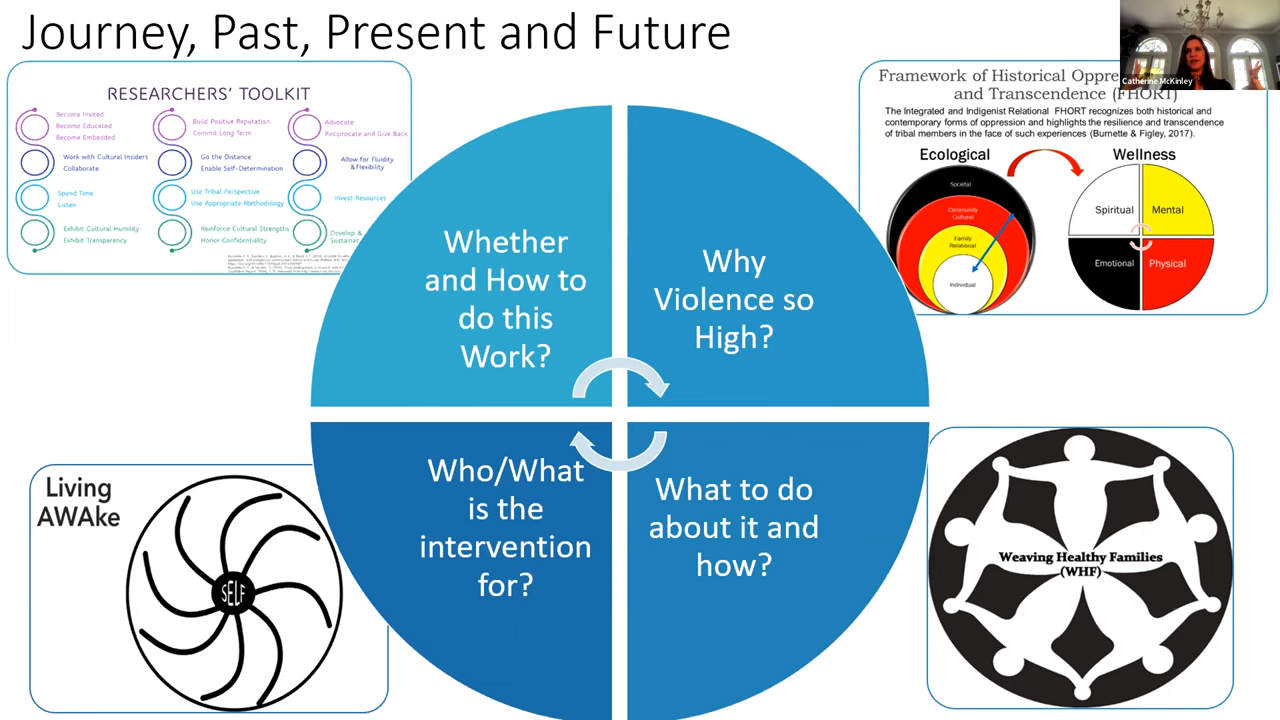 Journey, Past, Present and Future
Catherine McKinley
RESEARCHERS' TOOLKIT
Become Invited
Become Educated
Become Embedded
Build Positive Reputation
Commit Long Term
Advocate
Reciprocate and Give Back
Work with Cultural Insiders
Collaborate
Go the Distance
Enable Self-Determination
Allow for Fluidity
& Flexibility
Spend Time
Listen
Use Tribal Perspective
Use Appropriate Methodology
Invest Resources
Exhibit Cultural Humility
Exhibit Transparency
Reinforce Cultural Strengths
Honor Confidentiality
Develop &
Framework of Historical
and Transcendence (FHORT)
The Integrated and Indigenist Relational FHORT recognizes both historical and
contemporary forms of oppression and highlights the resilience and transcendence
of tribal members in the face of such experiences (Burnette & Figley, 2017).
Ecological
Societal
Community
Cultural
Family
Relational
Individual
Wellness
Spiritual
Mental
Emotional
Physical
Whether
and How to
do this
Work?
Why
Violence so
High?
Who/What
is the
intervention
for?
What to do
about it and
how?
Living
AWAke
SELF
Weaving Healthy Families
(WHF)